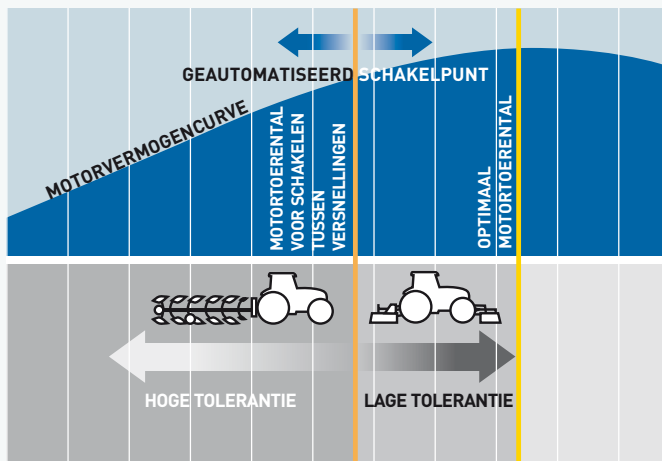 GEAUTOMATISEERD SCHAKELPUNT
MOTORVERMOGENCURVE
MOTORTOERENTAL
VOOR SCHAKELEN
TUSSEN
VERSNELLINGEN
OPTIMAAL
MOTORTOERENTAL
HOGE TOLERANTIE
LAGE TOLERANTIE